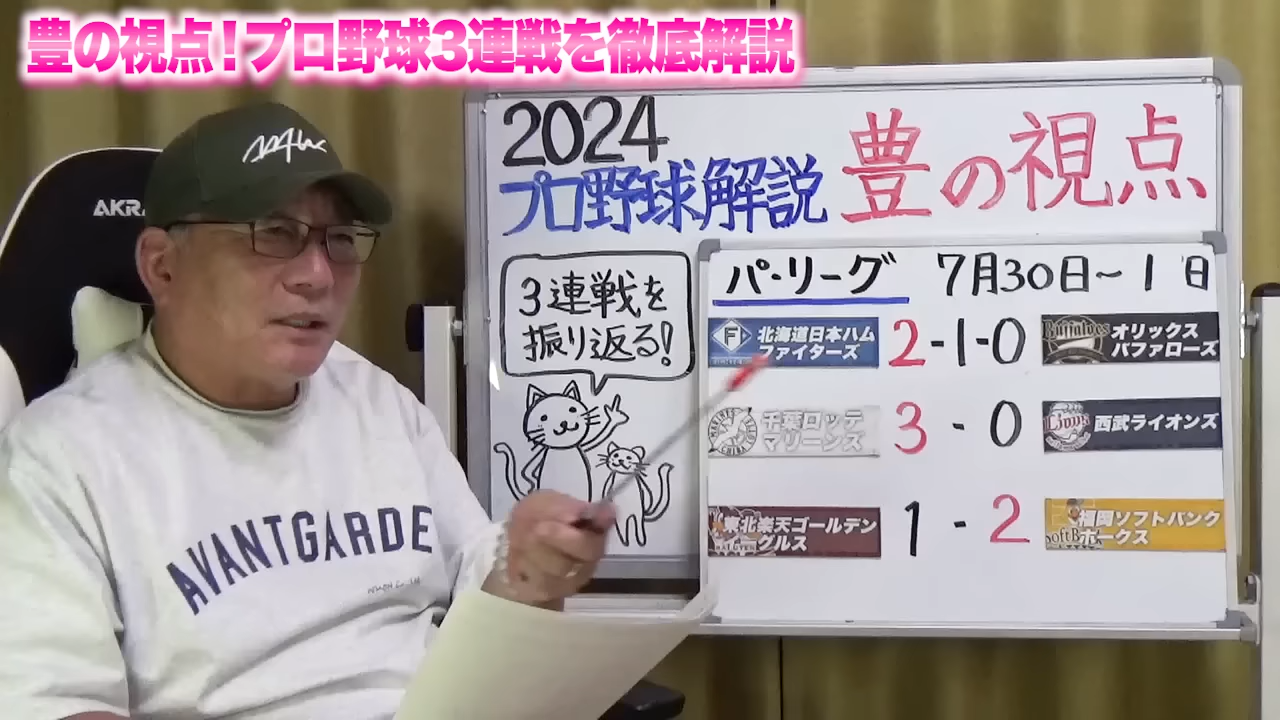 豊の視点！プロ野球3連戦を徹底解説
2024
プロ野球解説 豊の視点
3連戦を
振り返る！
パ・リーグ 7月30日～1日
北海道日本ハム
ファイターズ
2-1-0
オリックス
バファローズ
千葉ロッテ
マリーンズ
3-0
西武ライオンズ
東北楽天ゴールデン
グルス
1-2
福岡ソフトバンク
ホークス
AVANTGARDE